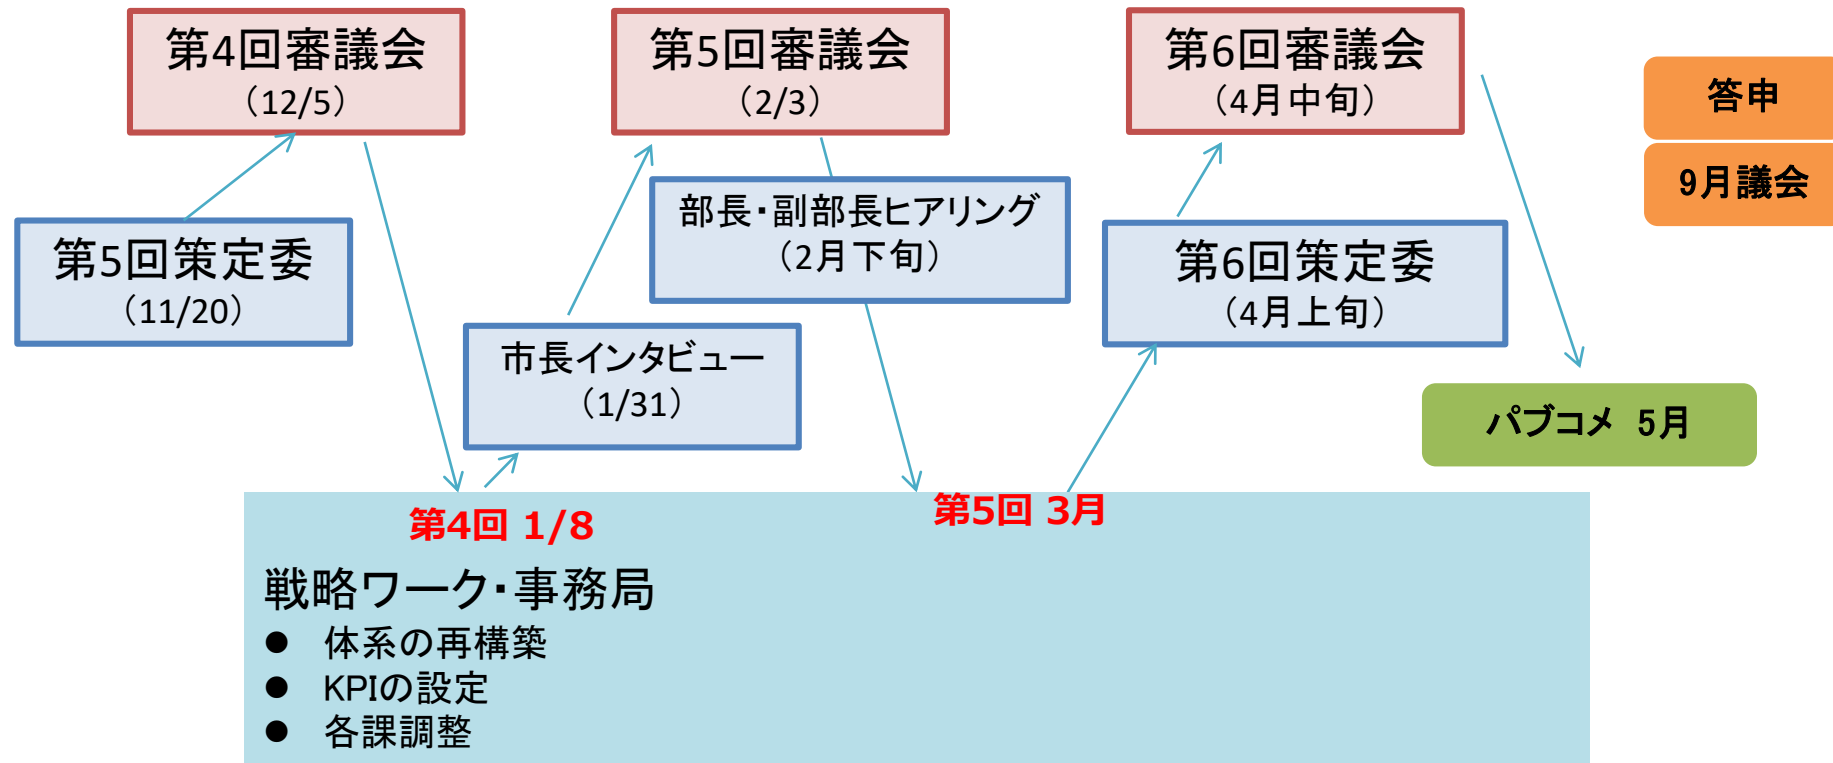 第4回審議会
（12/5）
第5回審議会
（2/3）
第6回審議会
（4月中旬）
答申
9月議会
第5回策定委
（11/20）
部長・副部長ヒアリング
（2月下旬）
第6回策定委
（4月上旬）
市長インタビュー
（1/31）
パブコメ 5月
第4回 1/8
第5回 3月
戦略ワーク・事務局
● 体系の再構築
● KPIの設定
● 各課調整